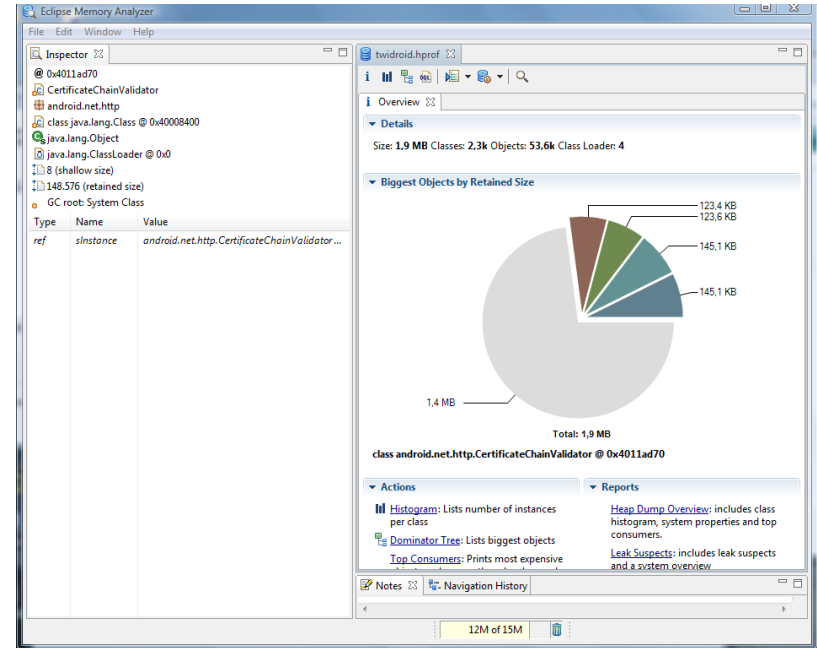 Eclipse Memory Analyzer
File Edit Window Help
Inspector
@ 0x4011ad70
CertificateChainValidator
android.net.http
class java.lang.Class @ 0x40008400
java.lang.Object
java.lang.ClassLoader @ 0x0
8 (shallow size)
148.576 (retained size)
GC root: System Class
Type Name Value
ref sInstance android.net.http.CertificateChainValidator...
twidroid.hprof
i Overview
Details
Size: 1,9 MB Classes: 2,3k Objects: 53,6k Class Loader: 4
Biggest Objects by Retained Size
123,4 KB
123,6 KB
145,1 KB
145,1 KB
1,4 MB
Total: 1,9 MB
class android.net.http.CertificateChainValidator @ 0x4011ad70
Actions
Histogram: Lists number of instances
per class
Dominator Tree: Lists biggest objects
Top Consumers: Prints most expensive
Reports
Heap Dump Overview: includes class
histogram, system properties and top
consumers.
Leak Suspects: includes leak suspects
and a system overview
Notes Navigation History
12M of 15M